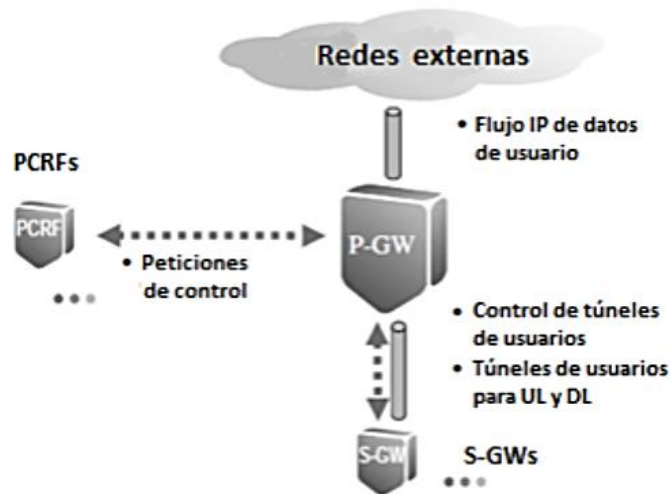 Redes externas
• Flujo IP de datos
de usuario
PCRFs
PCRF
P-GW
• Peticiones
de control
• Control de túneles
de usuarios
• Túneles de usuarios
para UL y DL
S-GW
S-GWs